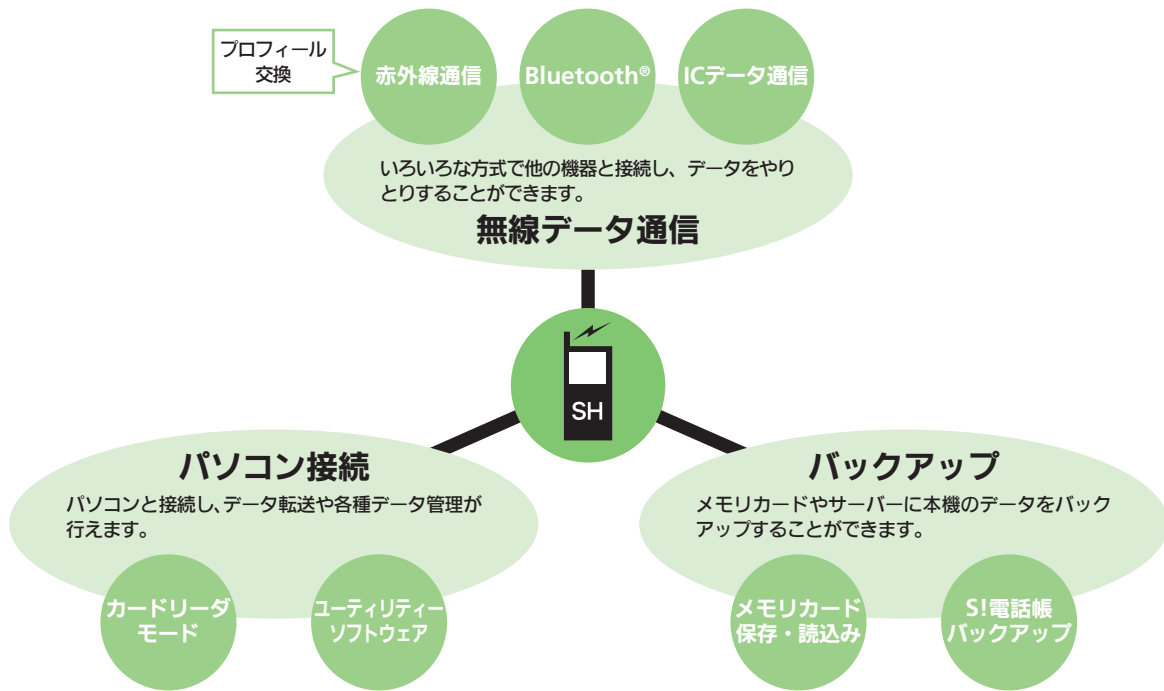 プロフィール
交換
赤外線通信
Bluetooth®
ICデータ通信
いろいろな方式で他の機器と接続し、データをやり
とりすることができます。
無線データ通信
SH
パソコン接続
パソコンと接続し、データ転送や各種データ管理が
行えます。
カードリーダ
モード
ユーティリティー
ソフトウェア
バックアップ
メモリカードやサーバーに本機のデータをバック
アップすることができます。
メモリカード
保存・読込み
S!電話帳
バックアップ